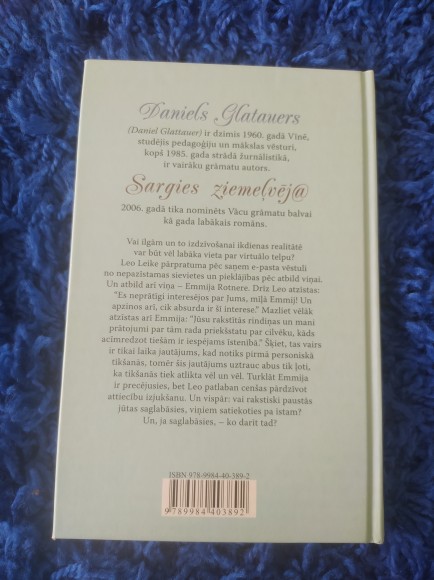 Daniels Glatauers
(Daniel Glattauer) ir dzimis 1960. gadā Vīnē,
studējis pedagoģiju un mākslas vēsturi,
kopš 1985. gada strādā žurnālistikā,
ir vairāku grāmatu autors.
Sargies ziemeļvēj@
2006. gadā tika nominēts Vācu grāmatu balvai
kā gada labākais romāns.
Vai ilgām un to izdzīvošanai ikdienas realitātē
var būt vēl labāka vieta par virtuālo telpu?
Leo Leike pārpratuma pēc saņem e-pasta vēstuli
no nepazīstamas sievietes un pieklājības pēc atbild viņai.
Un atbild arī viņa – Emmija Rotnere. Drīz Leo atzīstas:
"Es neprātīgi interesējos par Jums, mīļā Emmij! Un
apzinos arī, cik absurda ir šī interese." Mazliet vēlāk
atzīstas arī Emmija: "Jūsu rakstītās rindiņas un mani
prātojumi par tām rada priekšstatu par cilvēku, kāds
acīmredzot tiešām ir iespējams īstenībā." Šķiet, tas vairs
ir tikai laika jautājums, kad notiks pirmā personiskā
tikšanās, tomēr šis jautājums uztrauc abus tik ļoti,
ka tikšanās tiek atlikta vēl un vēl. Turklāt Emmija
ir precējusies, bet Leo patlaban cenšas pārdzīvot
attiecību izjukšanu. Un vispār: vai rakstiski paustās
jūtas saglabāsies, viņiem satiekoties pa īstam?
Un, ja saglabāsies, – ko darīt tad?
ISBN 978-9984-40-389-2
9 789984 403892